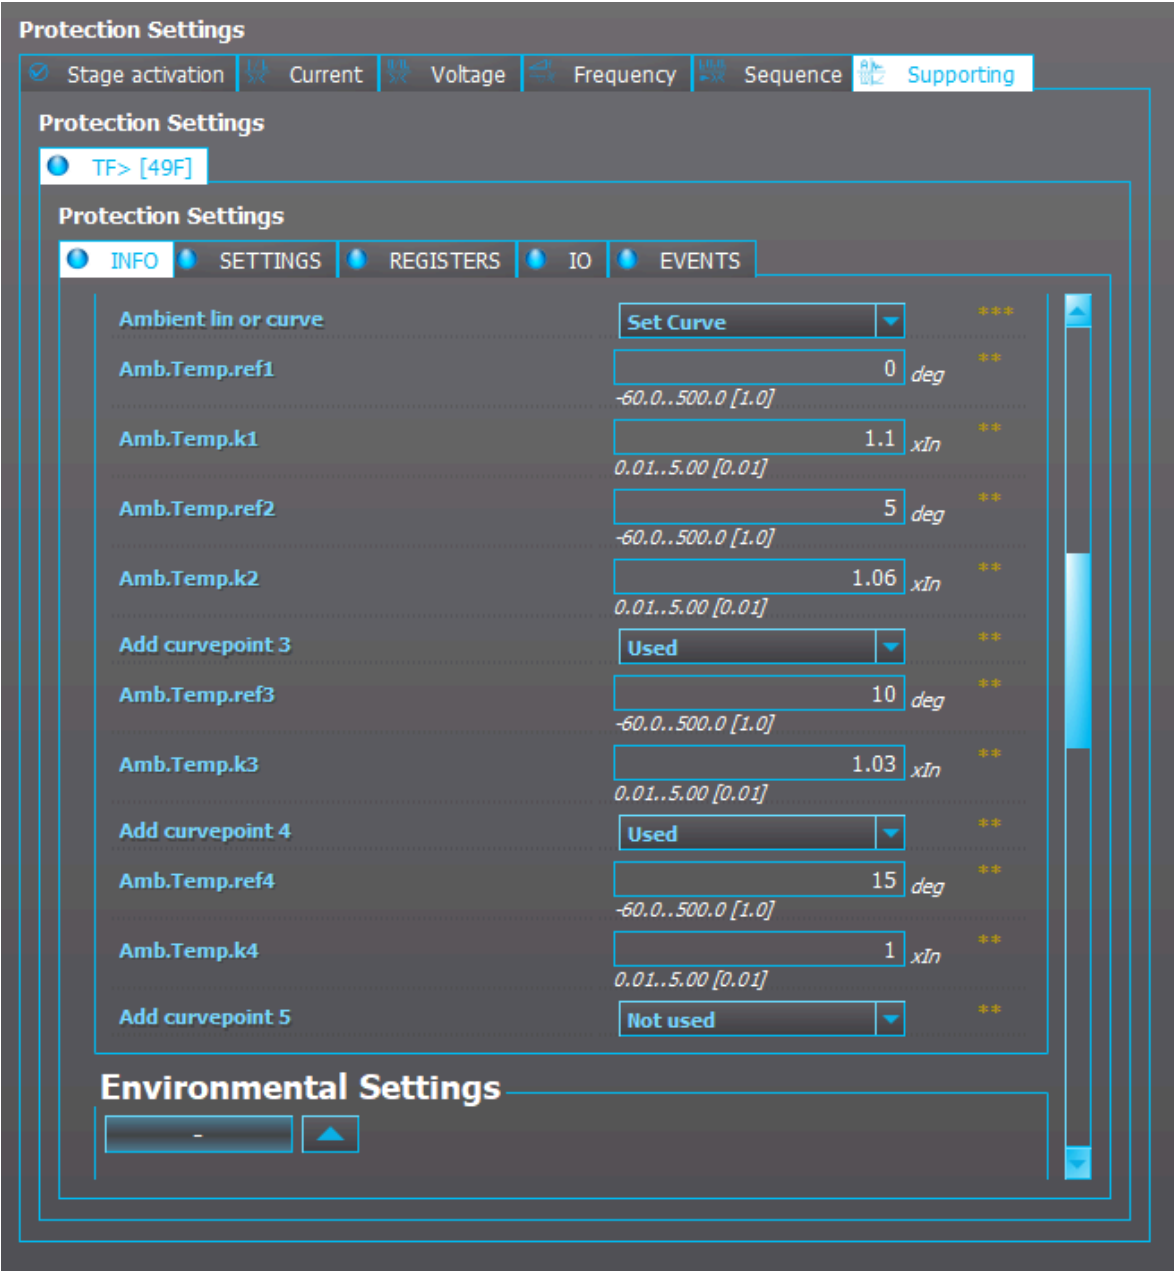 Protection Settings
Stage activation Current Voltage Frequency Sequence Supporting
Protection Settings
TF> [49F]
Protection Settings
INFO SETTINGS REGISTERS IO EVENTS
Ambient lin or curve Set Curve ***
Amb.Temp.ref1 0 deg **
-60.0..500.0 [1.0]
Amb.Temp.k1 1.1 xIn **
0.01..5.00 [0.01]
Amb.Temp.ref2 5 deg **
-60.0..500.0 [1.0]
Amb.Temp.k2 1.06 xIn **
0.01..5.00 [0.01]
Add curvepoint 3 Used **
Amb.Temp.ref3 10 deg **
-60.0..500.0 [1.0]
Amb.Temp.k3 1.03 xIn **
0.01..5.00 [0.01]
Add curvepoint 4 Used **
Amb.Temp.ref4 15 deg **
-60.0..500.0 [1.0]
Amb.Temp.k4 1 xIn **
0.01..5.00 [0.01]
Add curvepoint 5 Not used **
Environmental Settings
-